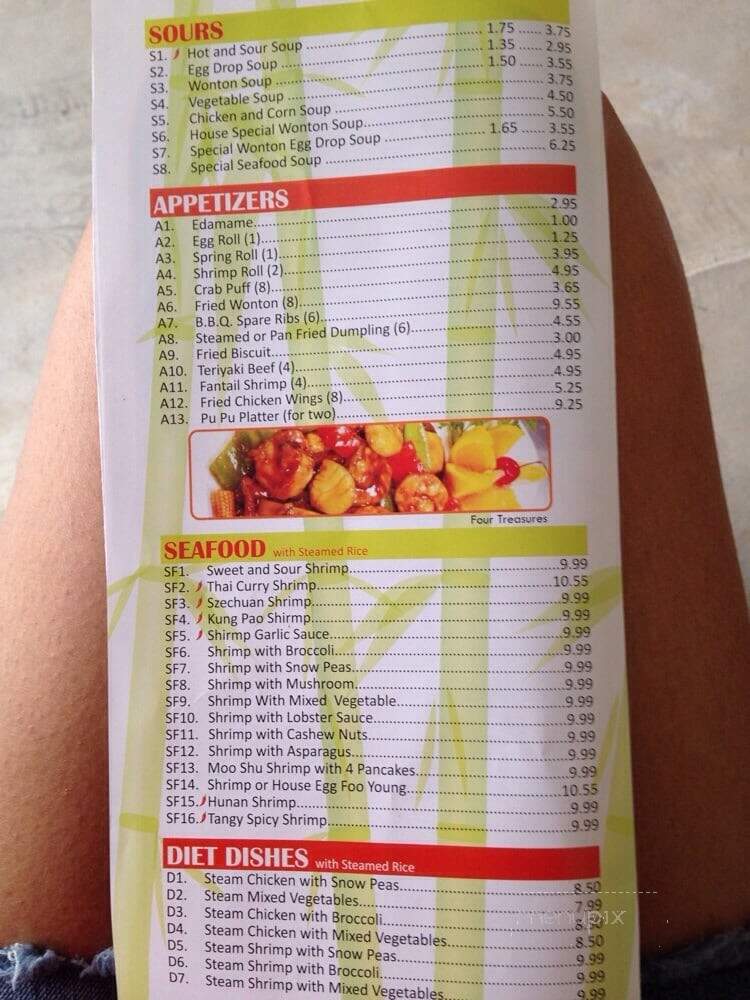 SOURS
S1. Hot and Sour Soup 1.75 ...... 3.75
S2. Egg Drop Soup 1.35 ...... 2.95
S3. Wonton Soup 1.50 ...... 3.55
S4. Vegetable Soup 3.75
S5. Chicken and Corn Soup 4.50
S6. House Special Wonton Soup 5.50
S7. Special Wonton Egg Drop Soup 1.65 ...... 3.55
S8. Special Seafood Soup 6.25
APPETIZERS
A1. Edamame 2.95
A2. Egg Roll (1) 1.00
A3. Spring Roll (1) 1.25
A4. Shrimp Roll (2) 3.95
A5. Crab Puff (8) 4.95
A6. Fried Wonton (8) 3.65
A7. B.B.Q. Spare Ribs (6) 9.55
A8. Steamed or Pan Fried Dumpling (6) 4.55
A9. Fried Biscuit 3.00
A10. Teriyaki Beef (4) 4.95
A11. Fantail Shrimp (4) 4.95
A12. Fried Chicken Wings (8) 5.25
A13. Pu Pu Platter (for two) 9.25
Four Treasures
SEAFOOD with Steamed Rice
SF1. Sweet and Sour Shrimp 9.99
SF2. Thai Curry Shrimp 10.55
SF3. Szechuan Shrimp 9.99
SF4. Kung Pao Shirmp 9.99
SF5. Shirmp Garlic Sauce 9.99
SF6. Shrimp with Broccoli 9.99
SF7. Shrimp with Snow Peas 9.99
SF8. Shrimp with Mushroom 9.99
SF9. Shrimp With Mixed Vegetable 9.99
SF10. Shrimp with Lobster Sauce 9.99
SF11. Shrimp with Cashew Nuts 9.99
SF12. Shrimp with Asparagus 9.99
SF13. Moo Shu Shrimp with 4 Pancakes 9.99
SF14. Shrimp or House Egg Foo Young 10.55
SF15. Hunan Shrimp 9.99
SF16. Tangy Spicy Shrimp 9.99
DIET DISHES with Steamed Rice
D1. Steam Chicken with Snow Peas 8.50
D2. Steam Mixed Vegetables 7.99
D3. Steam Chicken with Broccoli 8.50
D4. Steam Chicken with Mixed Vegetables 8.50
D5. Steam Shrimp with Snow Peas 9.99
D6. Steam Shrimp with Broccoli 9.99
D7. Steam Shrimp with Mixed Vegetables 9.99
menupix